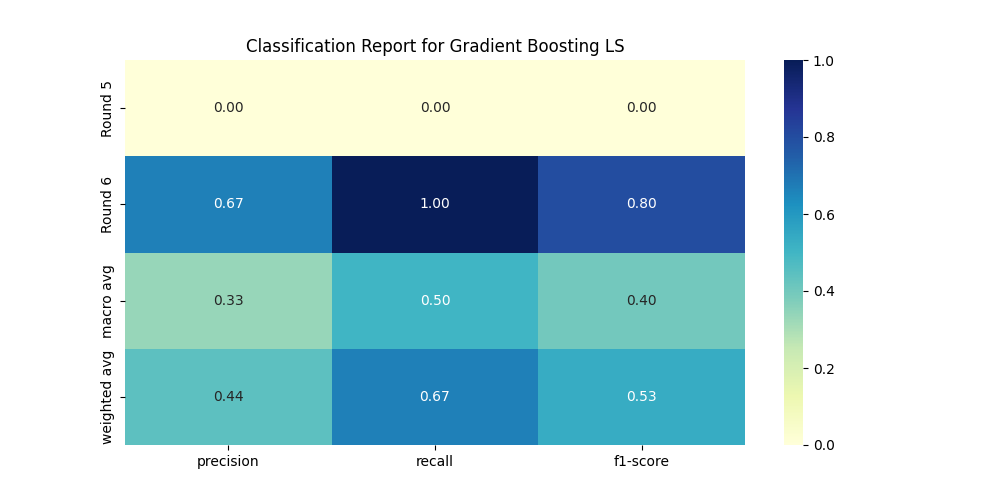 Classification Report for Gradient Boosting LS
Round 5
0.00 0.00 0.00
Round 6
0.67 1.00 0.80
macro avg
0.33 0.50 0.40
weighted avg
0.44 0.67 0.53
precision recall f1-score
1.0
0.8
0.6
0.4
0.2
0.0